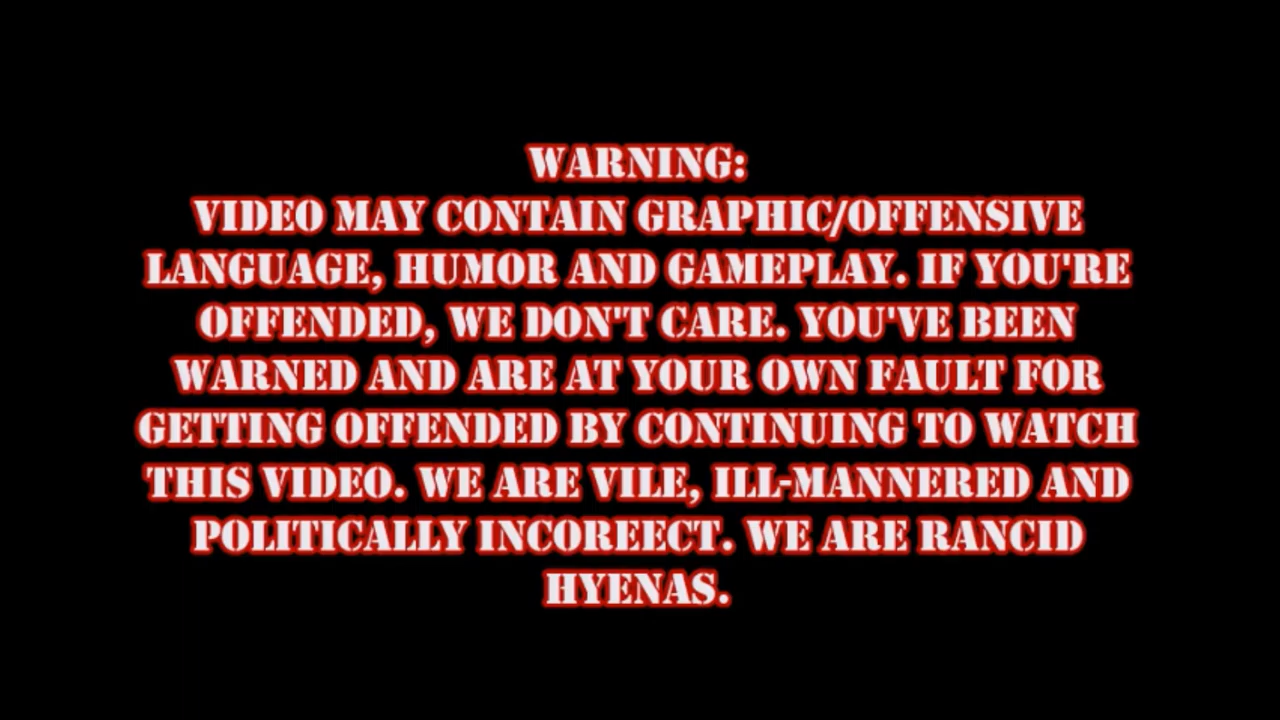 WARNING:
VIDEO MAY CONTAIN GRAPHIC/OFFENSIVE
LANGUAGE, HUMOR AND GAMEPLAY. IF YOU'RE
OFFENDED, WE DON'T CARE. YOU'VE BEEN
WARNED AND ARE AT YOUR OWN FAULT FOR
GETTING OFFENDED BY CONTINUING TO WATCH
THIS VIDEO. WE ARE VILE, ILL-MANNERED AND
POLITICALLY INCOREECT. WE ARE RANCID
HYENAS.